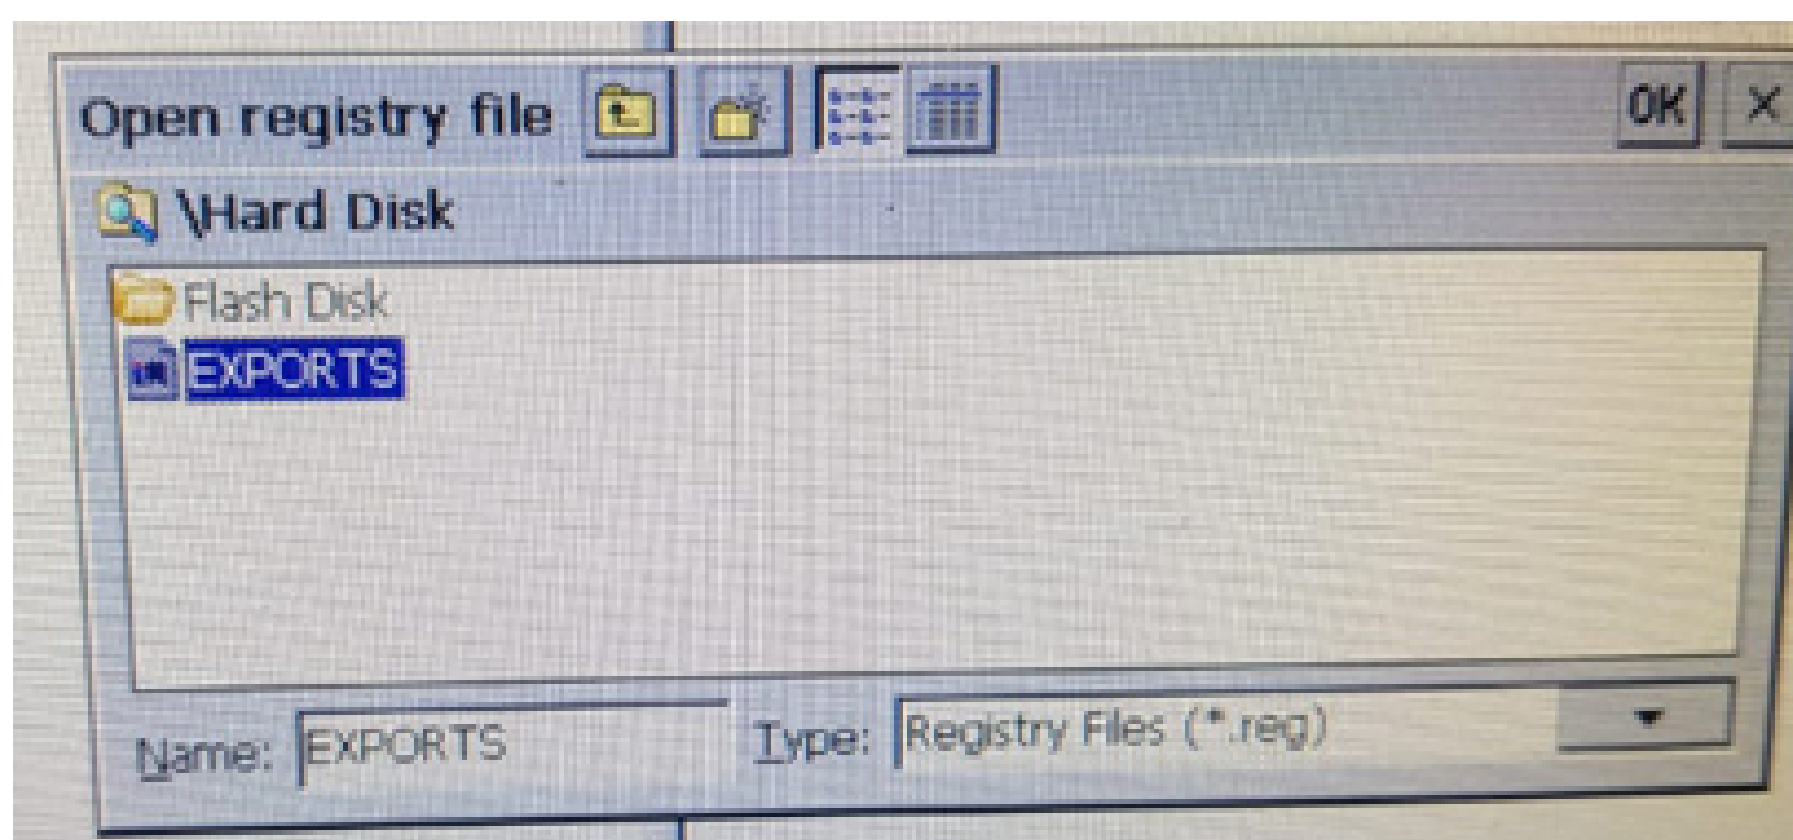 Open registry file OK ×
\Hard Disk
Flash Disk
EXPORTS
Name: EXPORTS Type: Registry Files (*.reg)